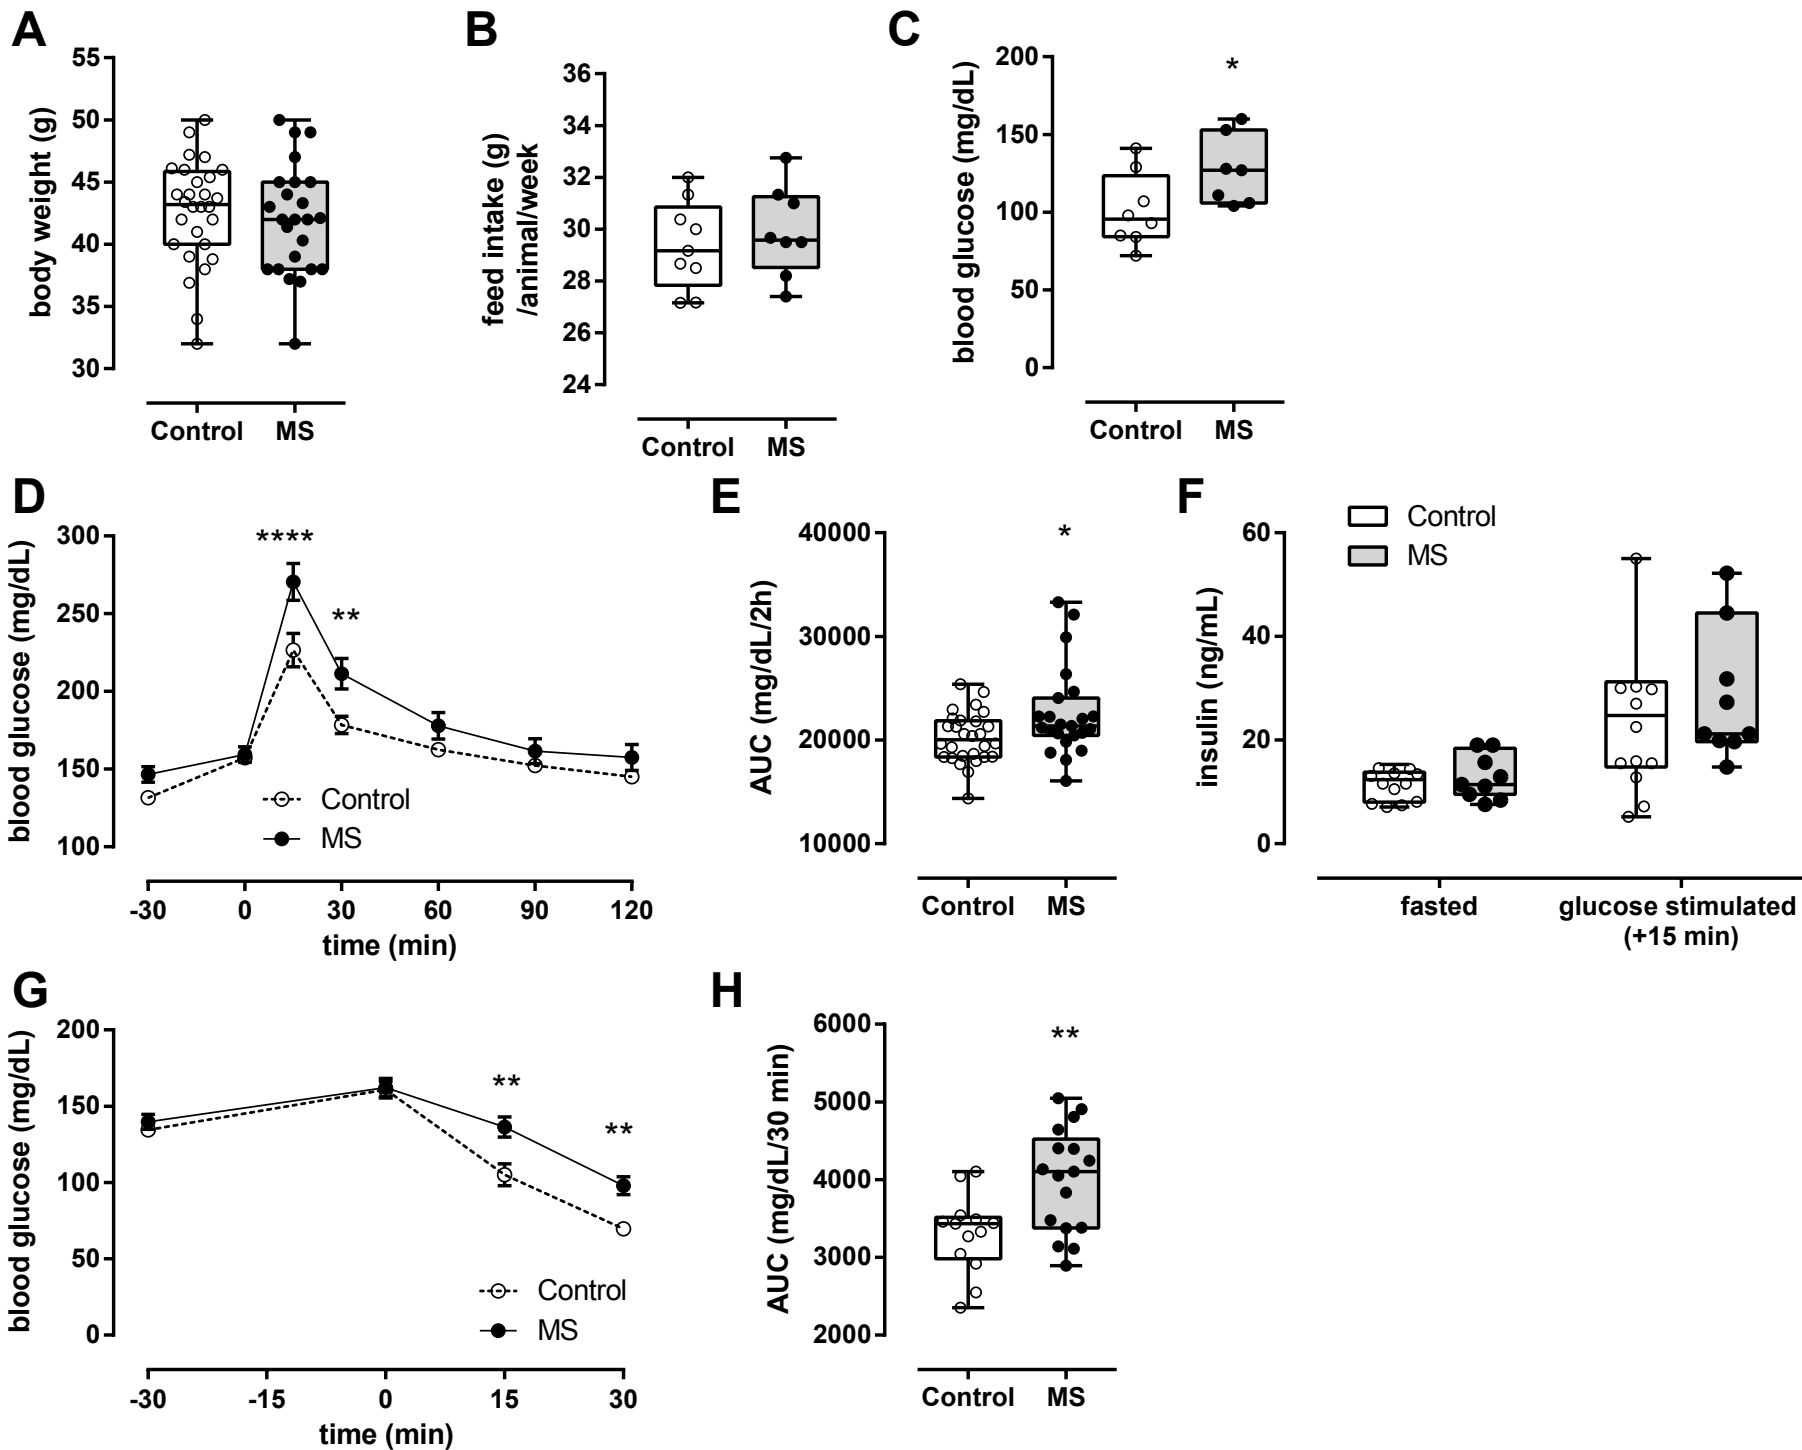 A
body weight (g)
55
50
45
40
35
30
Control MS
B
feed intake (g)
/animal/week
36
34
32
30
28
26
24
Control MS
C
blood glucose (mg/dL)
200
150
100
50
0
*
Control MS
D
blood glucose (mg/dL)
300
250
200
150
100
****
**
Control
MS
-30 0 30 60 90 120
time (min)
E
AUC (mg/dL/2h)
40000
30000
20000
10000
*
Control MS
F
insulin (ng/mL)
60
40
20
0
Control
MS
fasted glucose stimulated
(+15 min)
G
blood glucose (mg/dL)
200
150
100
50
0
**
**
Control
MS
-30 -15 0 15 30
time (min)
H
AUC (mg/dL/30 min)
6000
5000
4000
3000
2000
**
Control MS